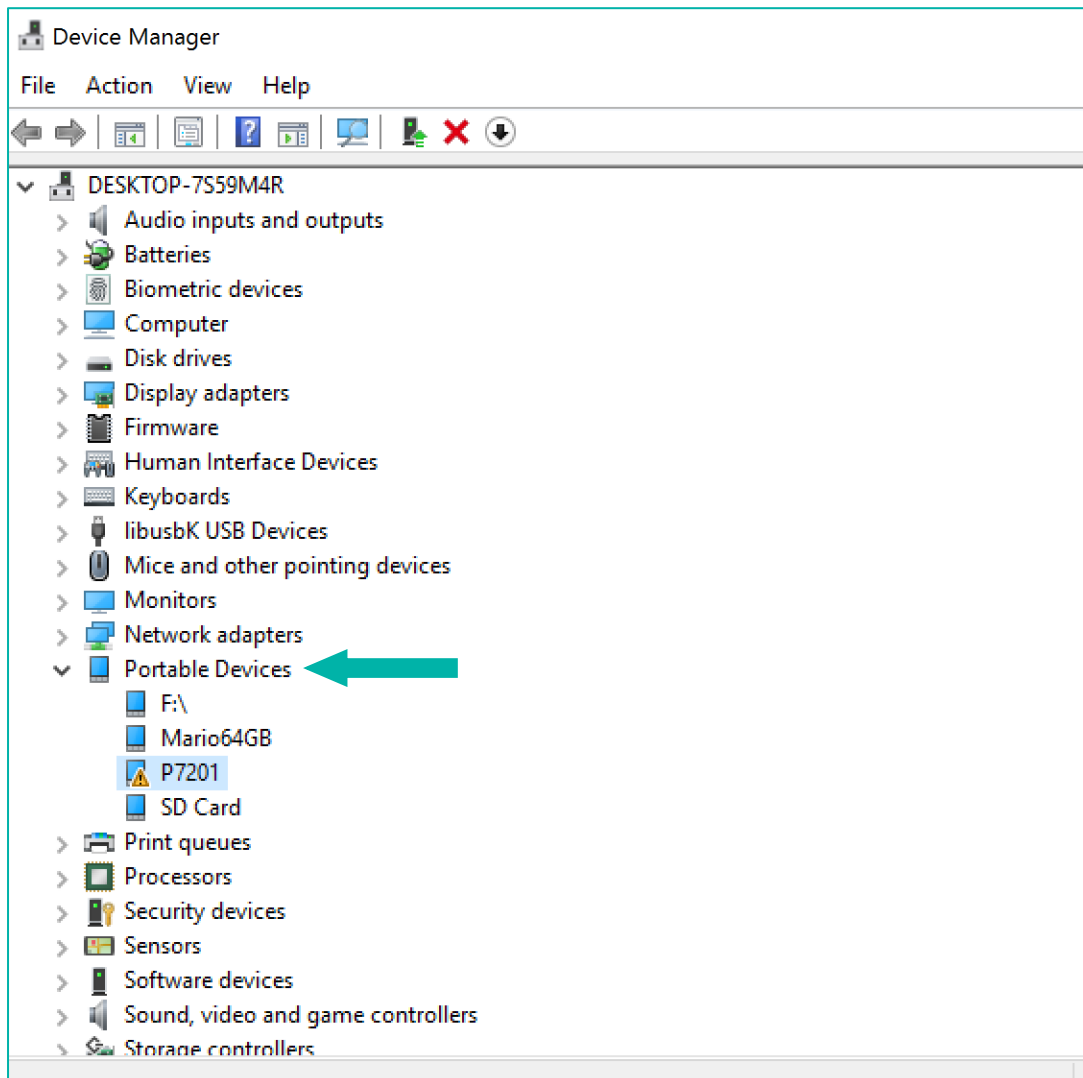 Device Manager
File Action View Help
DESKTOP-7S59M4R
Audio inputs and outputs
Batteries
Biometric devices
Computer
Disk drives
Display adapters
Firmware
Human Interface Devices
Keyboards
libusbK USB Devices
Mice and other pointing devices
Monitors
Network adapters
Portable Devices
F:\
Mario64GB
P7201
SD Card
Print queues
Processors
Security devices
Sensors
Software devices
Sound, video and game controllers
Storage controllers